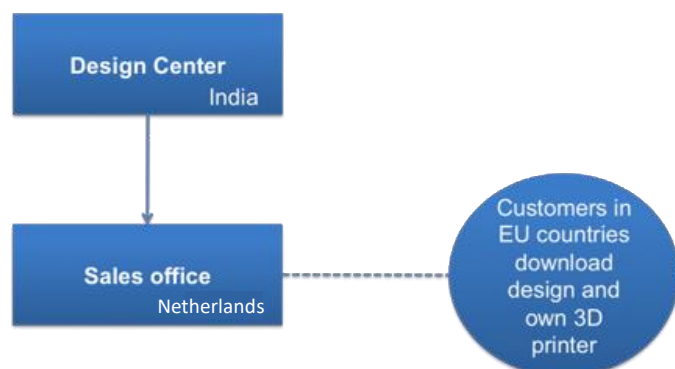 Design Center
India
Sales office
Netherlands
Customers in
EU countries
download
design and
own 3D
printer